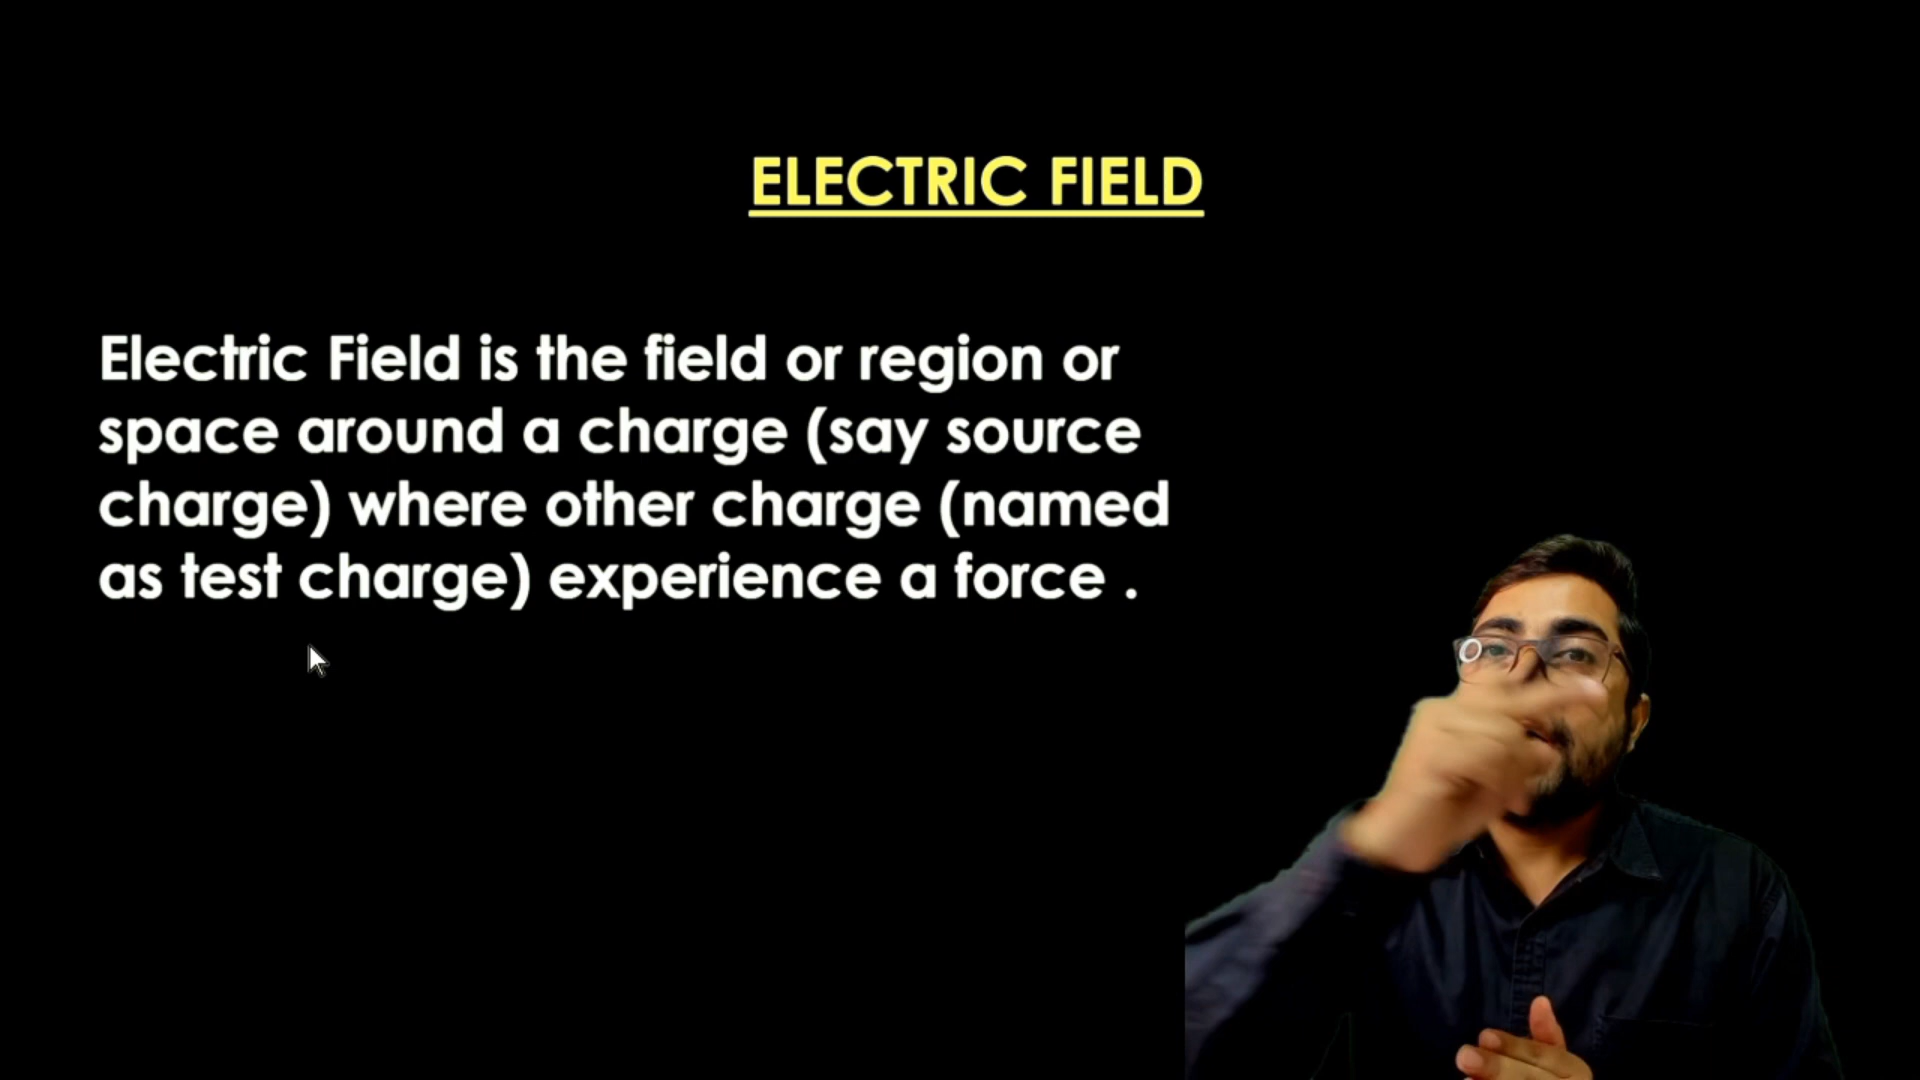 ELECTRIC FIELD
Electric Field is the field or region or
space around a charge (say source
charge) where other charge (named
as test charge) experience a force .